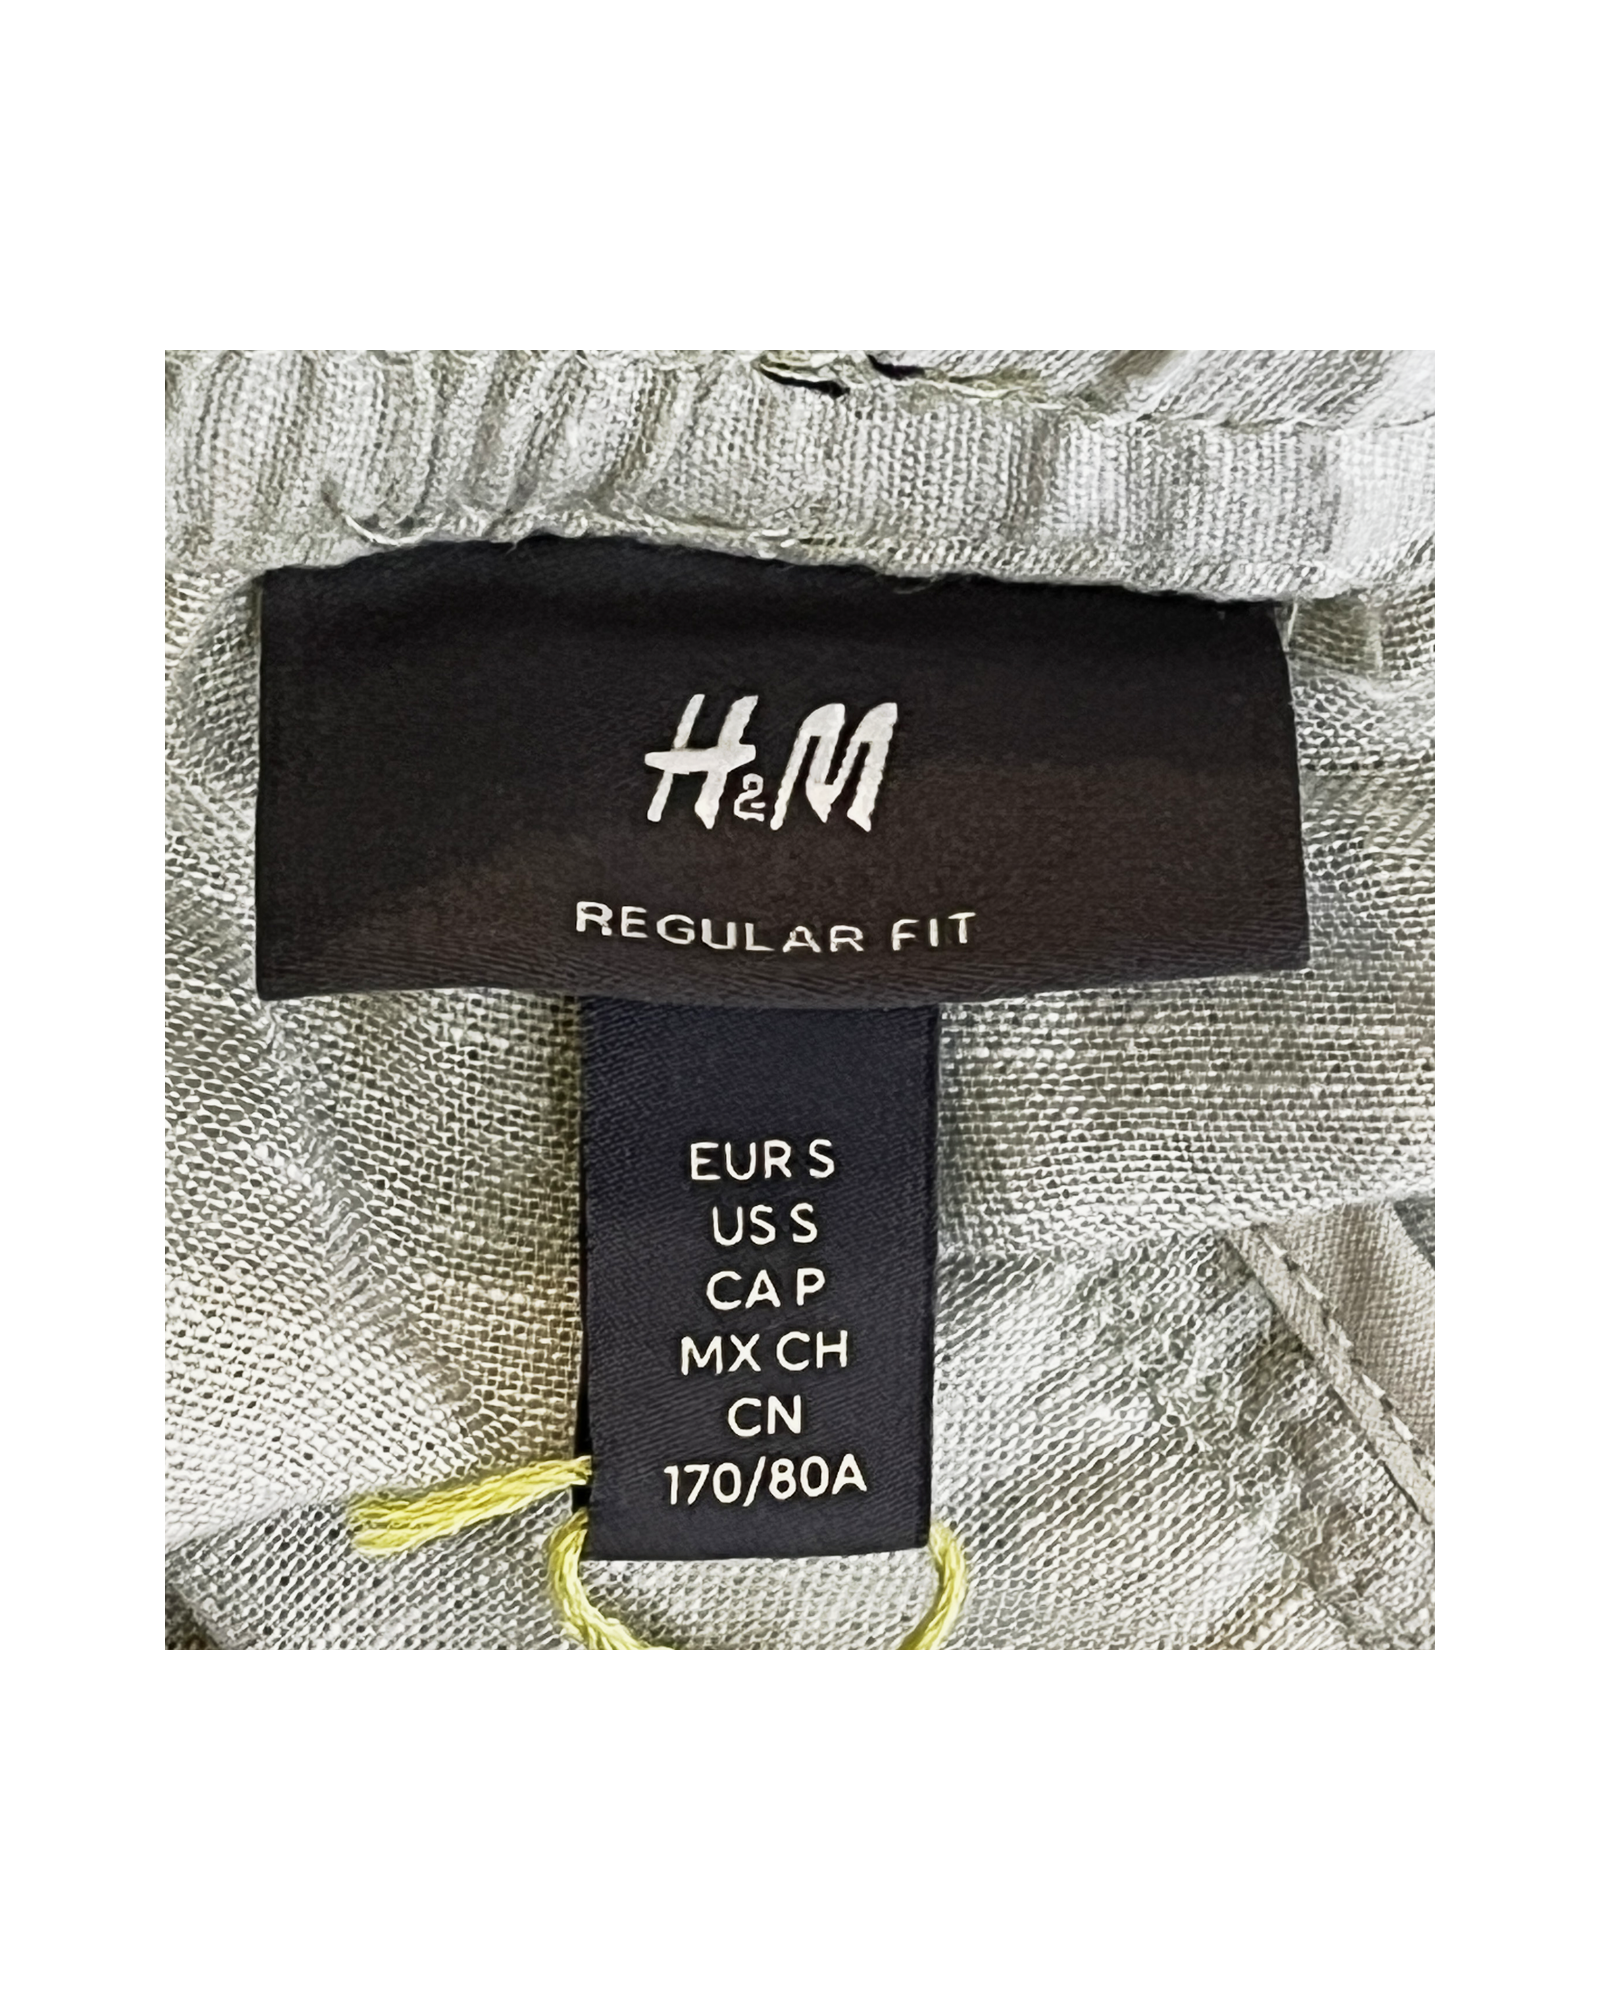 H&M
REGULAR FIT
EUR S
US S
CA P
MX CH
CN
170/80A